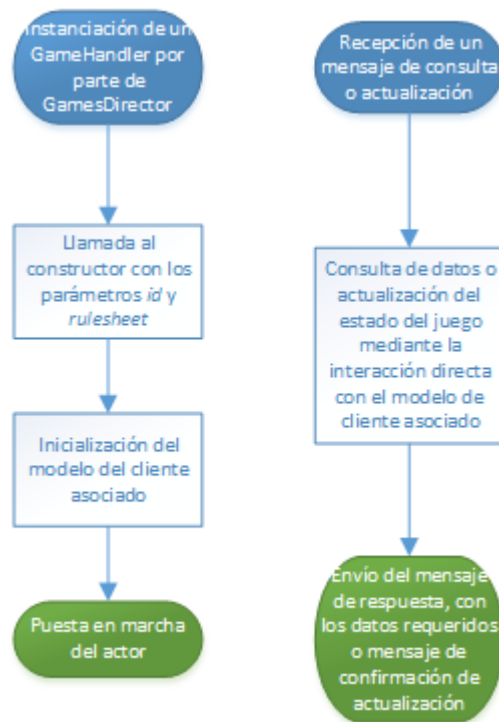 Instanciación de un
GameHandler por
parte de
GamesDirector
Llamada al
constructor con los
parámetros id y
rulesheet
Inicialización del
modelo del cliente
asociado
Puesta en marcha
del actor
Recepción de un
mensaje de consulta
o actualización
Consulta de datos o
actualización del
estado del juego
mediante la
interacción directa
con el modelo de
cliente asociado
Envío del mensaje
de respuesta, con
los datos requeridos
o mensaje de
confirmación de
actualización